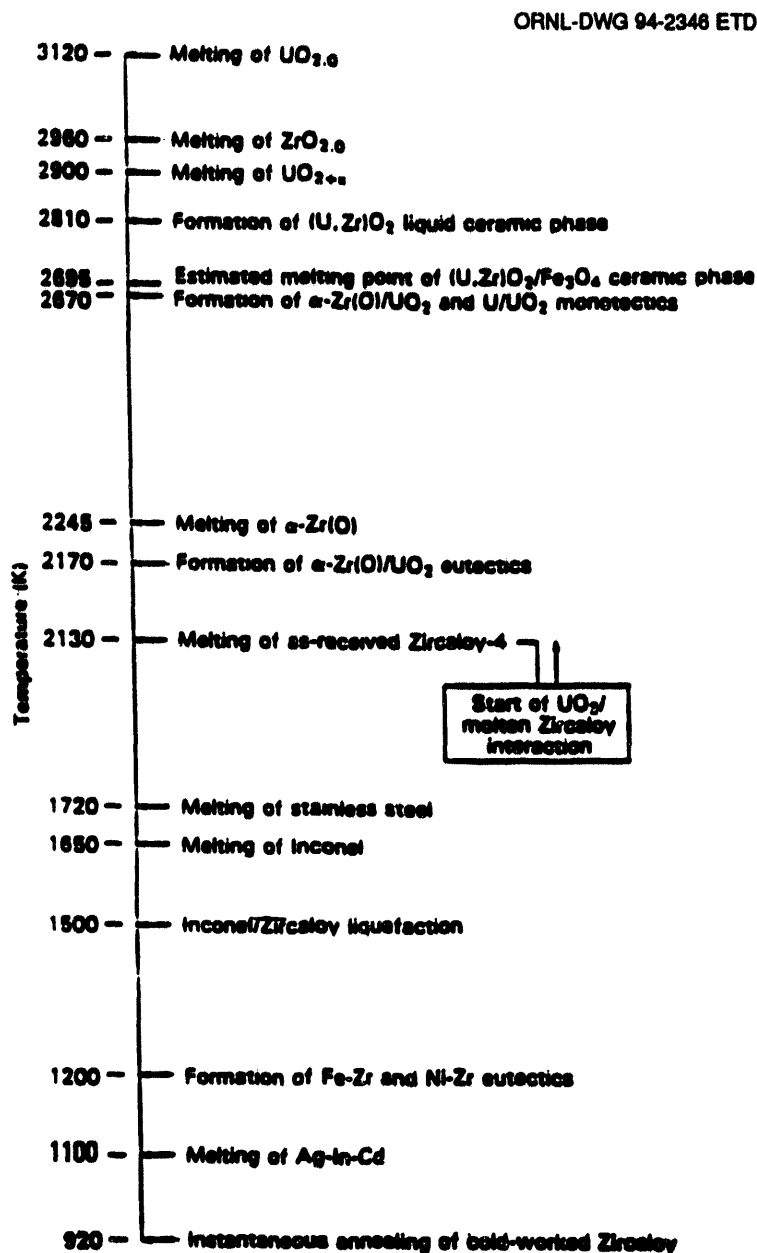 ORNL-DWG 94-2346 ETD
3120 – Melting of UO₂.₀
2960 – Melting of ZrO₂.₀
2900 – Melting of UO₂₊ₓ
2810 – Formation of (U.Zr)O₂ liquid ceramic phase
2695 – Estimated melting point of (U.Zr)O₂/Fe₃O₄ ceramic phase
2670 – Formation of α-Zr(O)/UO₂ and U/UO₂ monotectics
2245 – Melting of α-Zr(O)
2170 – Formation of α-Zr(O)/UO₂ eutectics
2130 – Melting of as-received Zircaloy-4
Start of UO₂/
molten Zircaloy
interaction
Temperature (K)
1720 – Melting of stainless steel
1650 – Melting of Inconel
1500 – Inconel/Zircaloy liquefaction
1200 – Formation of Fe-Zr and Ni-Zr eutectics
1100 – Melting of Ag-In-Cd
920 – Instantaneous annealing of cold-worked Zircaloy